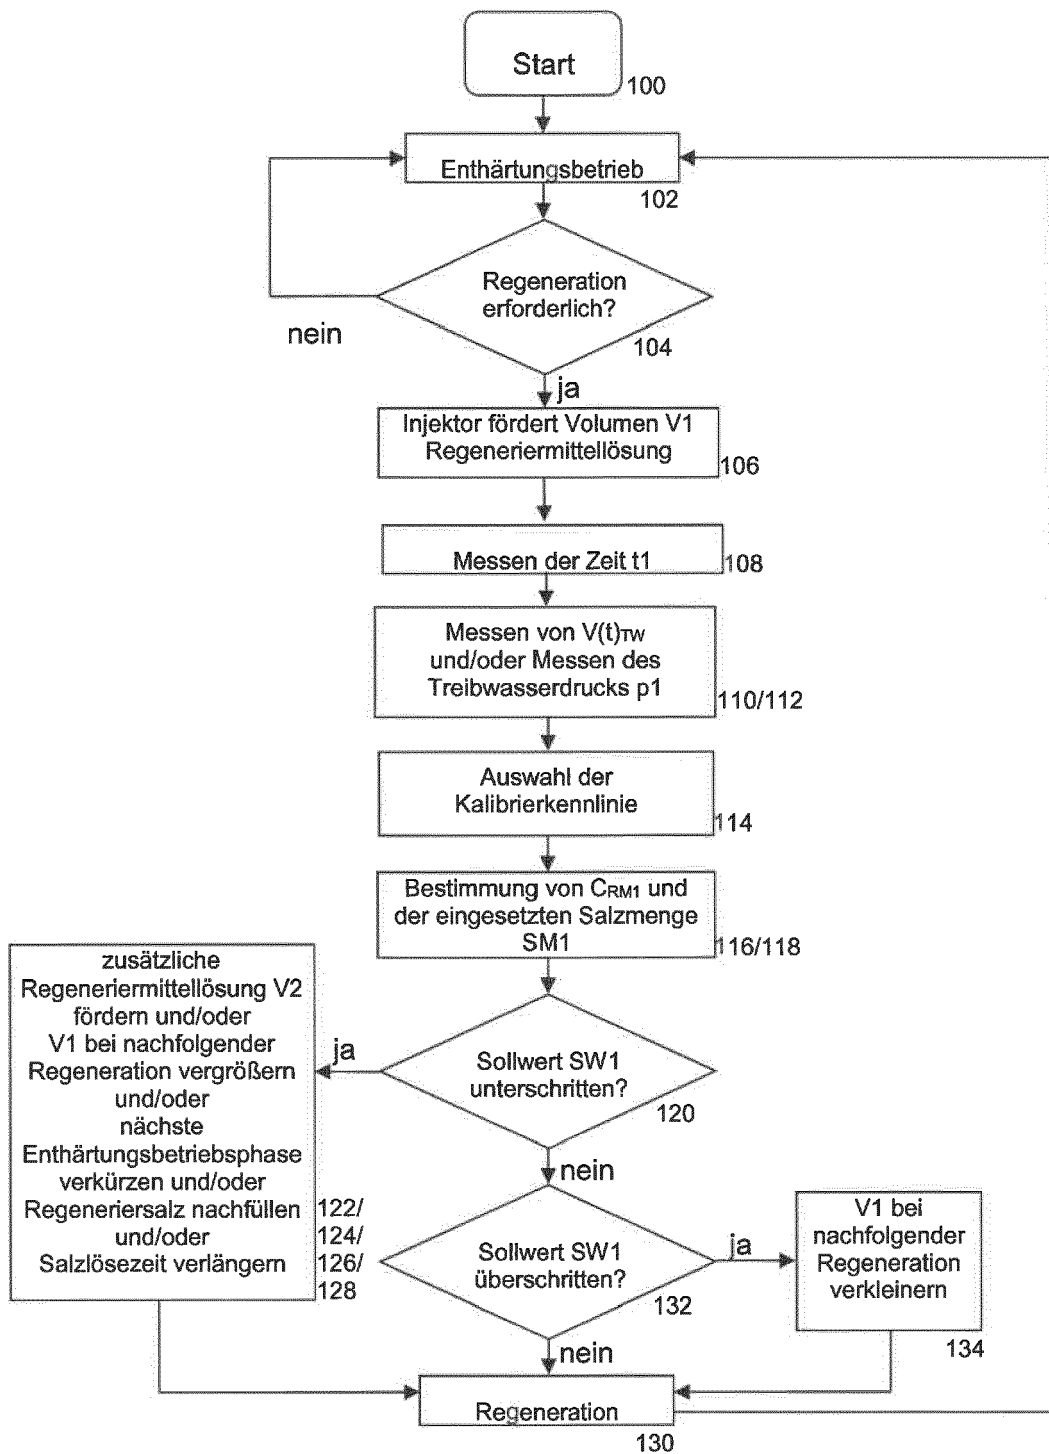 Start
100
Enthärtungsbetrieb
102
Regeneration
erforderlich?
104
nein
ja
Injektor fördert Volumen V1
Regeneriermittellösung
106
Messen der Zeit t1
108
Messen von V(t)TW
und/oder Messen des
Treibwasserdrucks p1
110/112
Auswahl der
Kalibrierkennlinie
114
Bestimmung von CRM1 und
der eingesetzten Salzmenge
SM1
116/118
Sollwert SW1
unterschritten?
120
ja
zusätzliche
Regeneriermittellösung V2
fördern und/oder
V1 bei nachfolgender
Regeneration vergrößern
und/oder
nächste
Enthärtungsbetriebsphase
verkürzen und/oder
Regeneriersalz nachfüllen
und/oder
Salzlösezeit verlängern
122/
124/
126/
128
nein
Sollwert SW1
überschritten?
132
ja
V1 bei
nachfolgender
Regeneration
verkleinern
134
nein
Regeneration
130